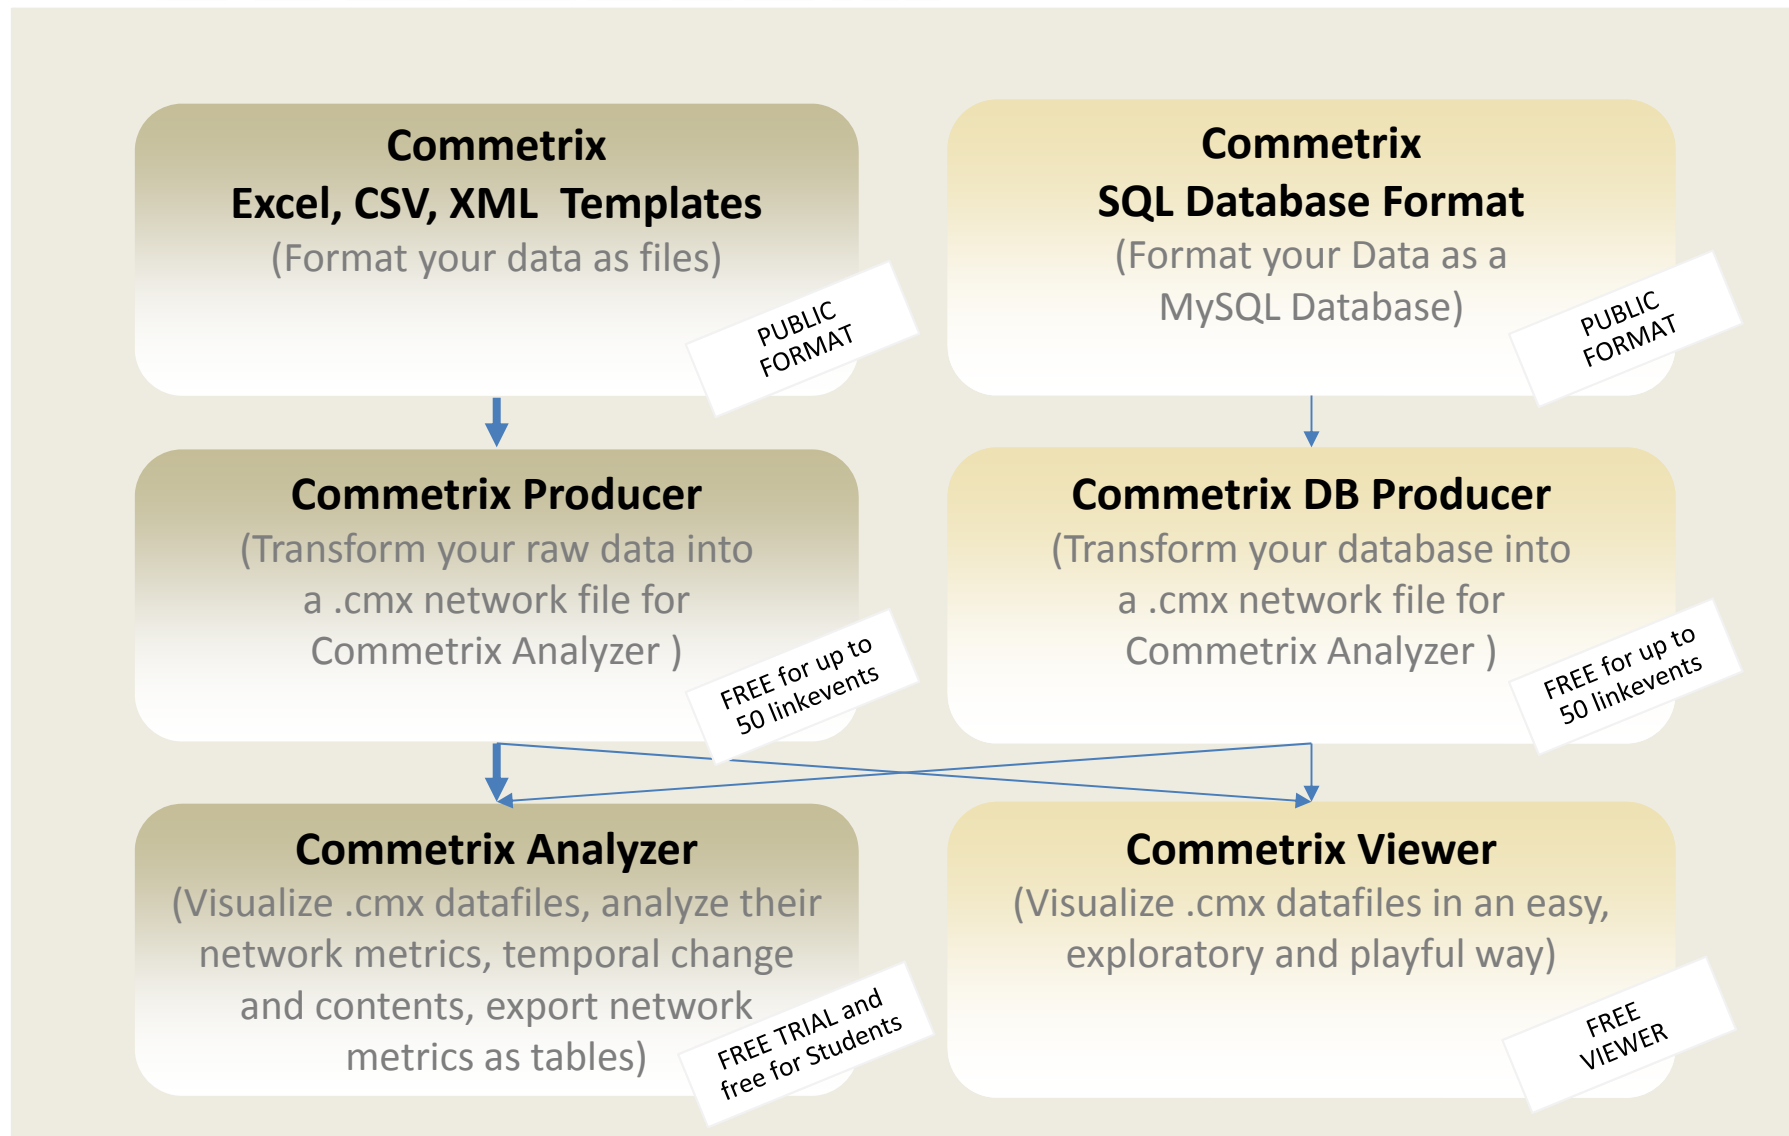 Commetrix
Excel, CSV, XML  Templates
(Format your data as files)
PUBLIC
FORMAT
Commetrix
SQL Database Format
(Format your Data as a
MySQL Database)
PUBLIC
FORMAT
Commetrix Producer
(Transform your raw data into
a .cmx network file for
Commetrix Analyzer )
FREE for up to
50 linkevents
Commetrix DB Producer
(Transform your database into
a .cmx network file for
Commetrix Analyzer )
FREE for up to
50 linkevents
Commetrix Analyzer
(Visualize .cmx datafiles, analyze their
network metrics, temporal change
and contents, export network
metrics as tables)
FREE TRIAL and
free for Students
Commetrix Viewer
(Visualize .cmx datafiles in an easy,
exploratory and playful way)
FREE
VIEWER